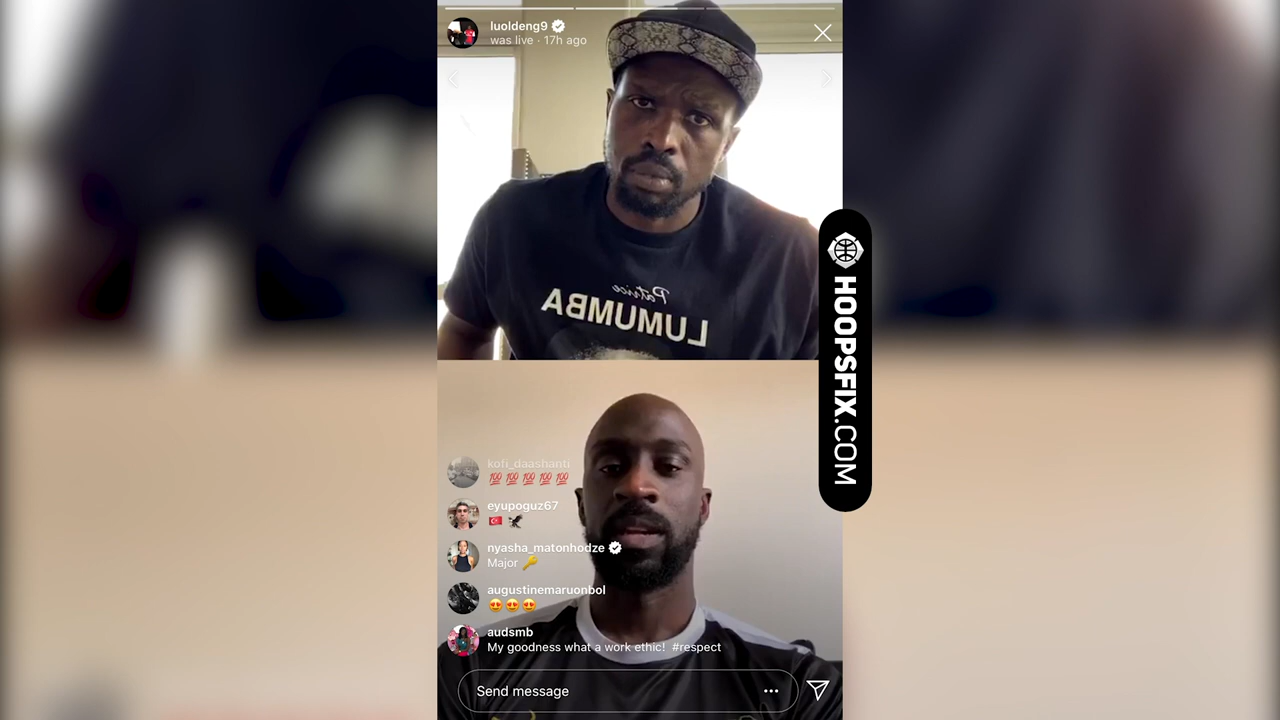 luoldeng9
was live · 17h ago
Patrice
LUMUMBA
HOOPSFIX.COM
kofi_daashanti
💯 💯 💯 💯 💯
eyupoguz67
🇹🇷 🦅
nyasha_matonhodze
Major 🔑
augustinemaruonbol
😍 😍 😍
audsmb
My goodness what a work ethic! #respect
Send message